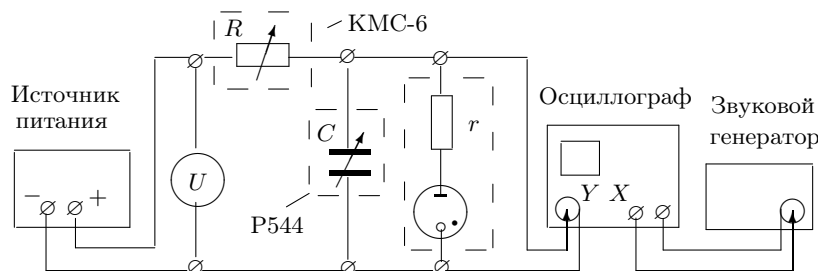 R
КМС-6
Источник
питания
C
r
Осциллограф
Звуковой
генератор
− +
U
Р544
Y X